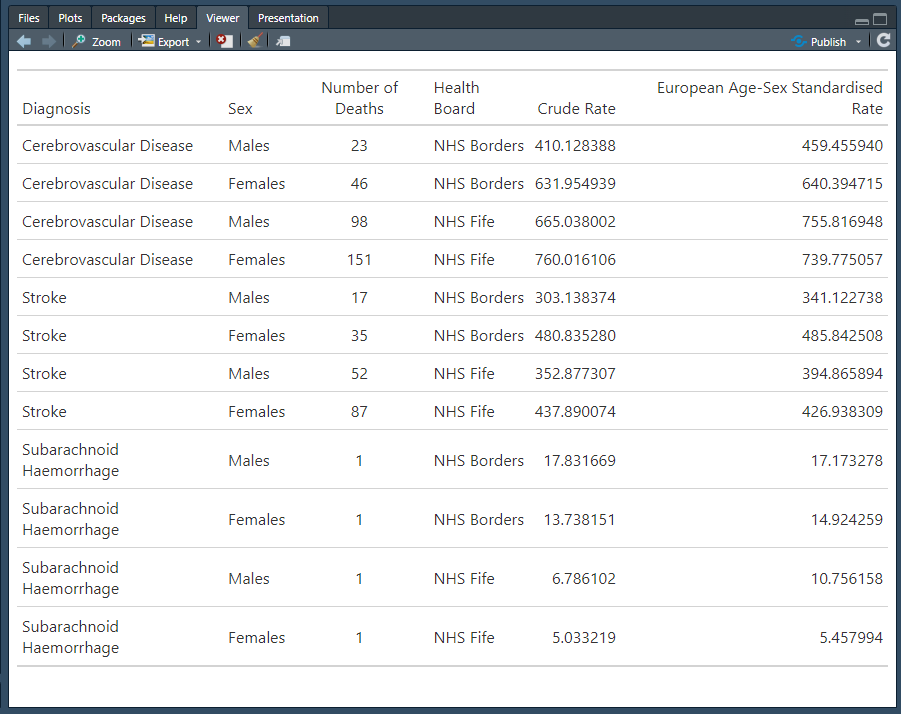 Files Plots Packages Help Viewer Presentation
Zoom Export Publish
Number of Health European Age-Sex Standardised
Diagnosis Sex Deaths Board Crude Rate Rate
Cerebrovascular Disease Males 23 NHS Borders 410.128388 459.455940
Cerebrovascular Disease Females 46 NHS Borders 631.954939 640.394715
Cerebrovascular Disease Males 98 NHS Fife 665.038002 755.816948
Cerebrovascular Disease Females 151 NHS Fife 760.016106 739.775057
Stroke Males 17 NHS Borders 303.138374 341.122738
Stroke Females 35 NHS Borders 480.835280 485.842508
Stroke Males 52 NHS Fife 352.877307 394.865894
Stroke Females 87 NHS Fife 437.890074 426.938309
Subarachnoid
Haemorrhage Males 1 NHS Borders 17.831669 17.173278
Subarachnoid
Haemorrhage Females 1 NHS Borders 13.738151 14.924259
Subarachnoid
Haemorrhage Males 1 NHS Fife 6.786102 10.756158
Subarachnoid
Haemorrhage Females 1 NHS Fife 5.033219 5.457994